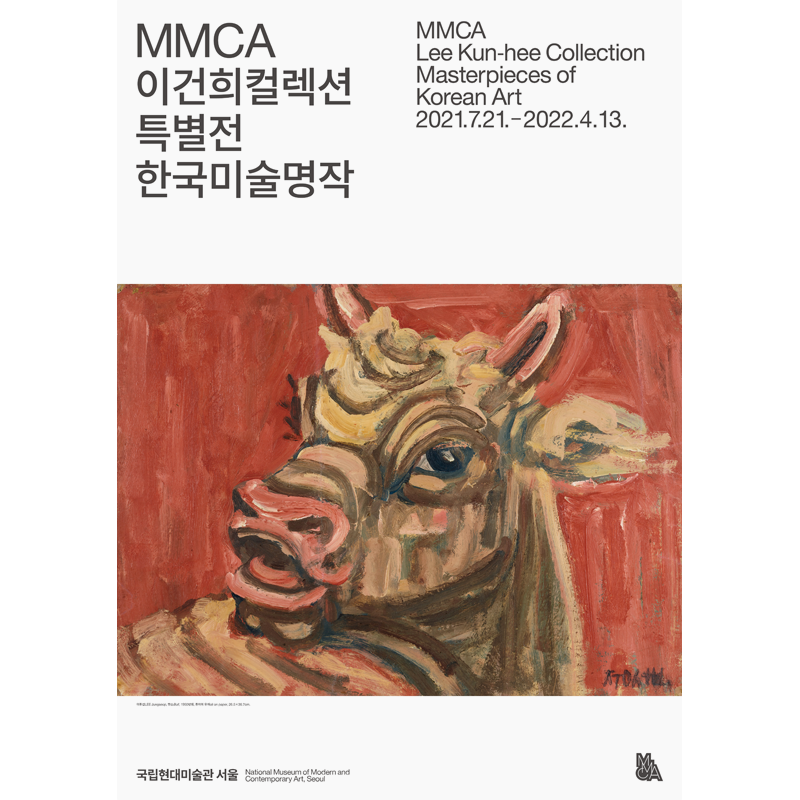 MMCA
이건희컬렉션
특별전
한국미술명작
MMCA
Lee Kun-hee Collection
Masterpieces of
Korean Art
2021.7.21.–2022.4.13.
국립현대미술관 서울
National Museum of Modern and
Contemporary Art, Seoul
MMCA